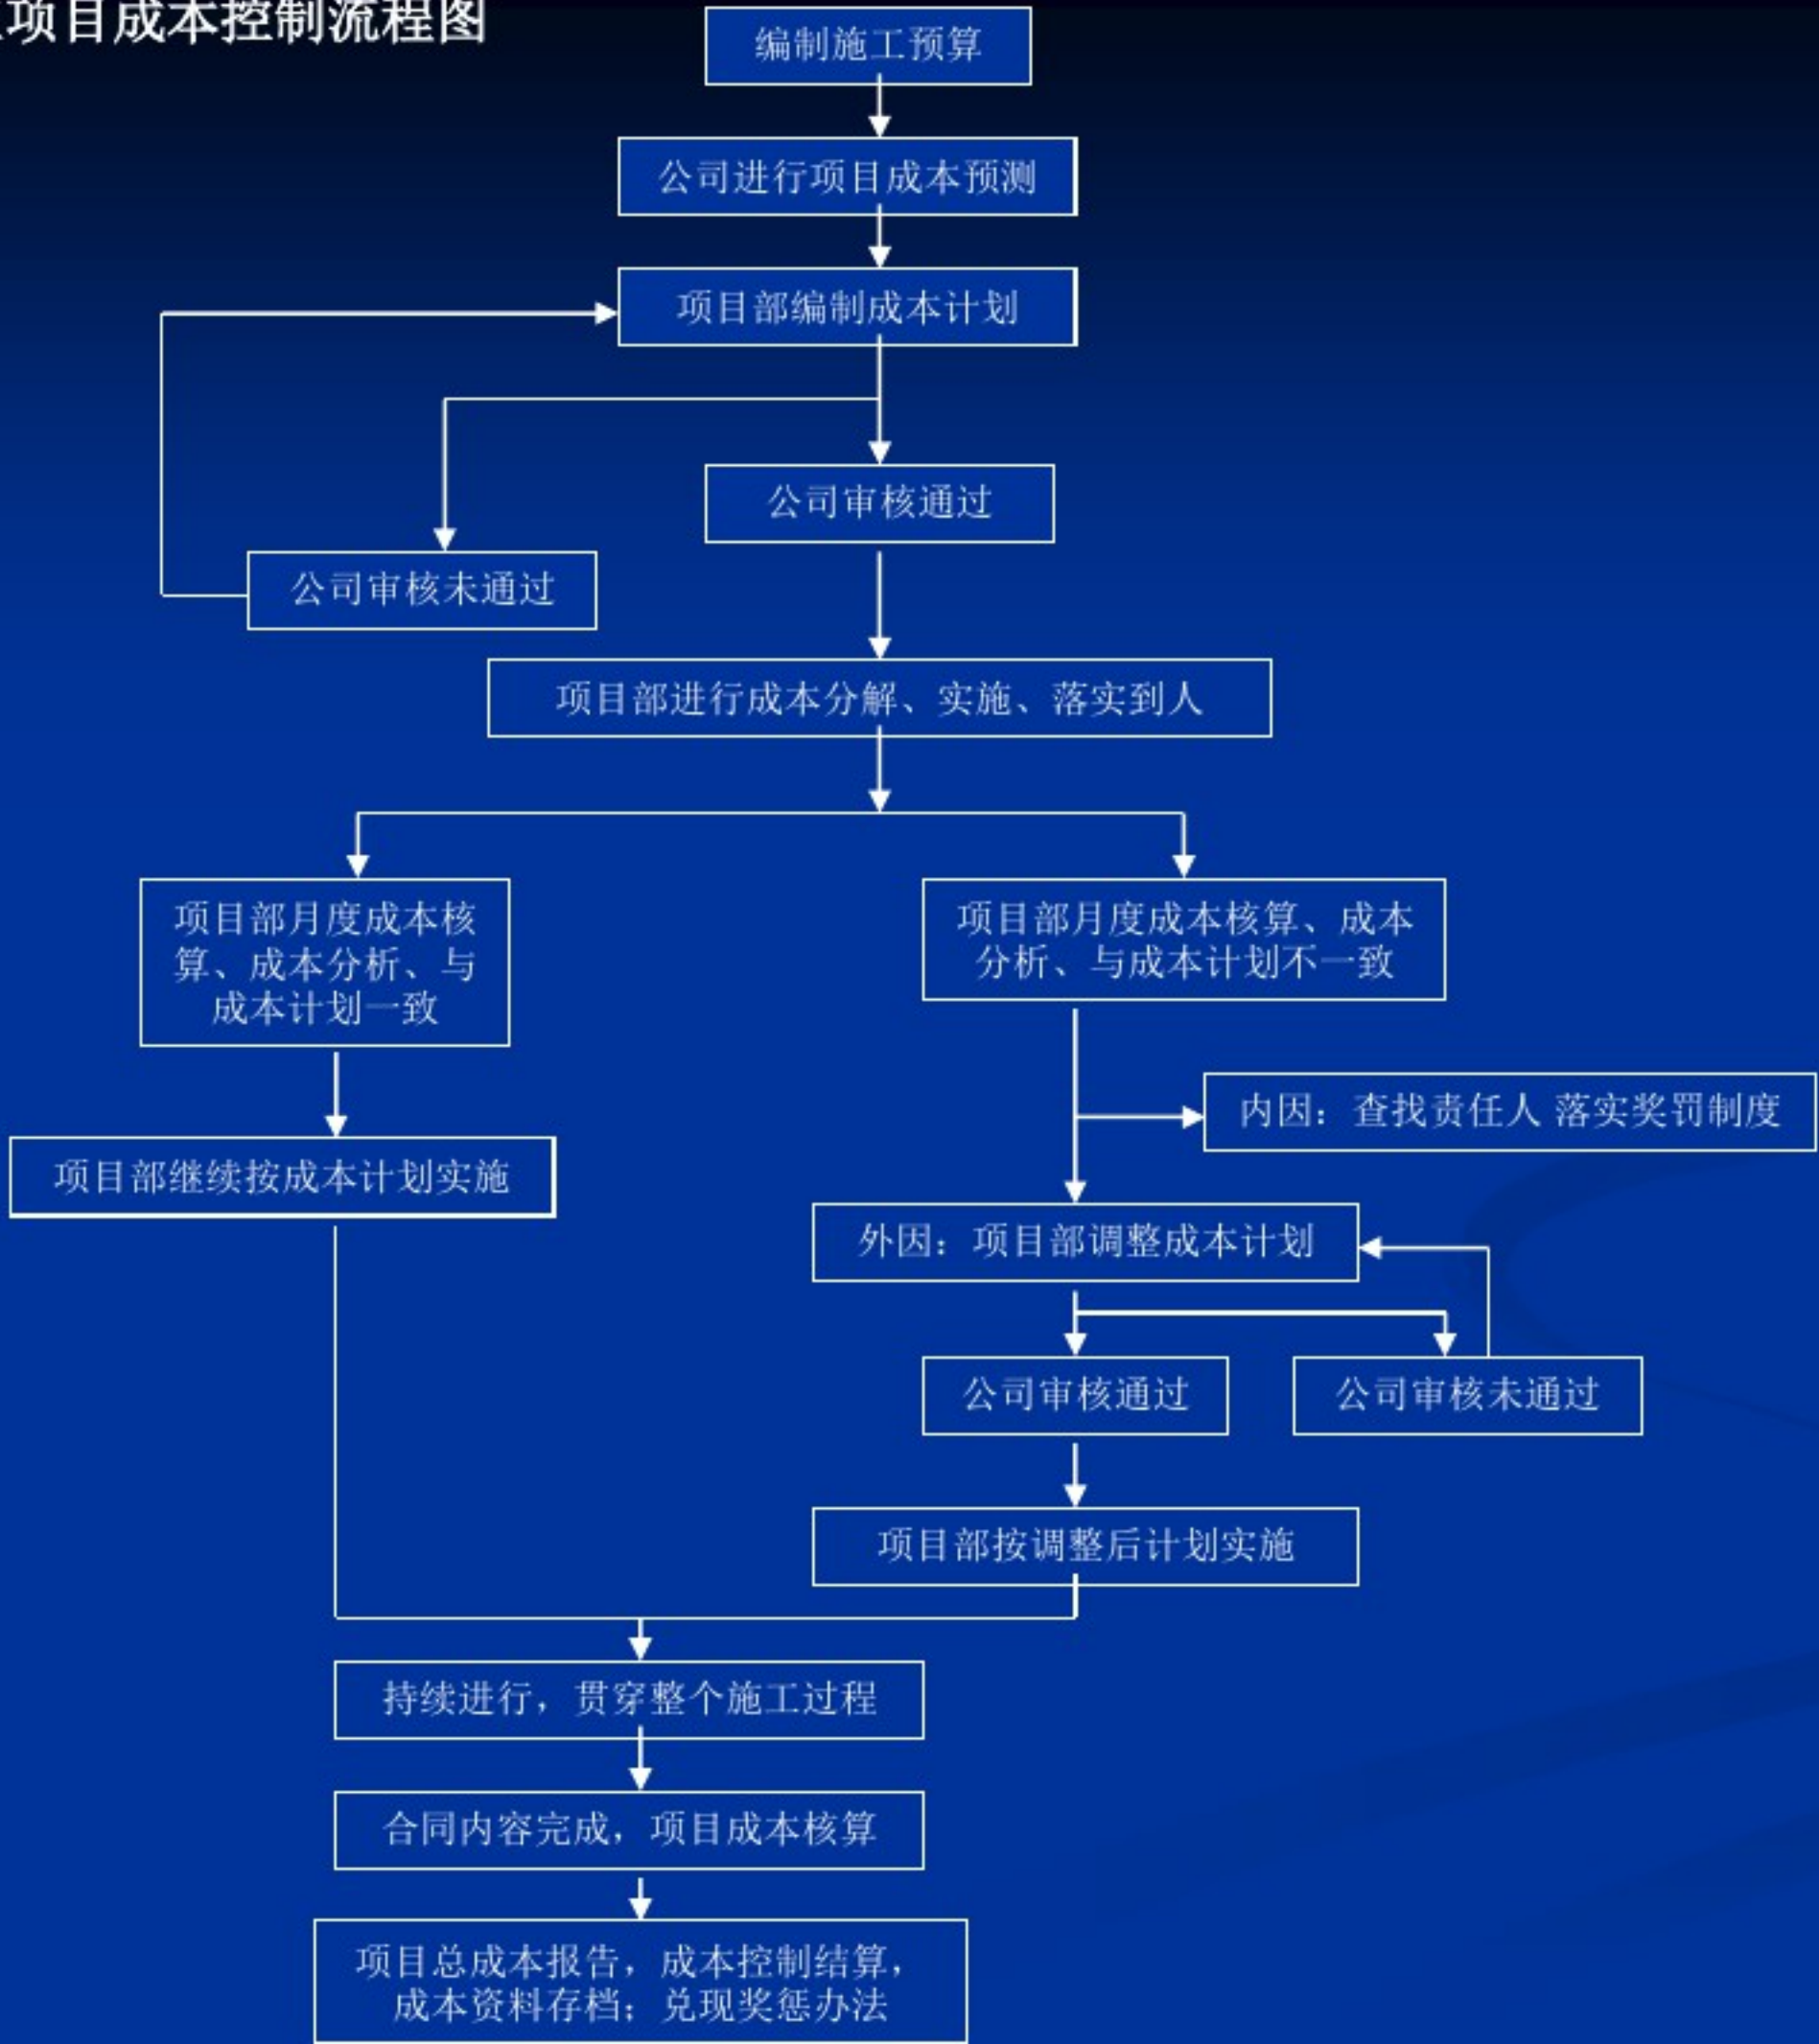 项目成本控制流程图
编制施工预算
公司进行项目成本预测
项目部编制成本计划
公司审核通过
公司审核未通过
项目部进行成本分解、实施、落实到人
项目部月度成本核
算、成本分析、与
成本计划一致
项目部月度成本核算、成本
分析、与成本计划不一致
内因：查找责任人 落实奖罚制度
项目部继续按成本计划实施
外因：项目部调整成本计划
公司审核通过
公司审核未通过
项目部按调整后计划实施
持续进行，贯穿整个施工过程
合同内容完成，项目成本核算
项目总成本报告，成本控制结算，
成本资料存档；兑现奖惩办法